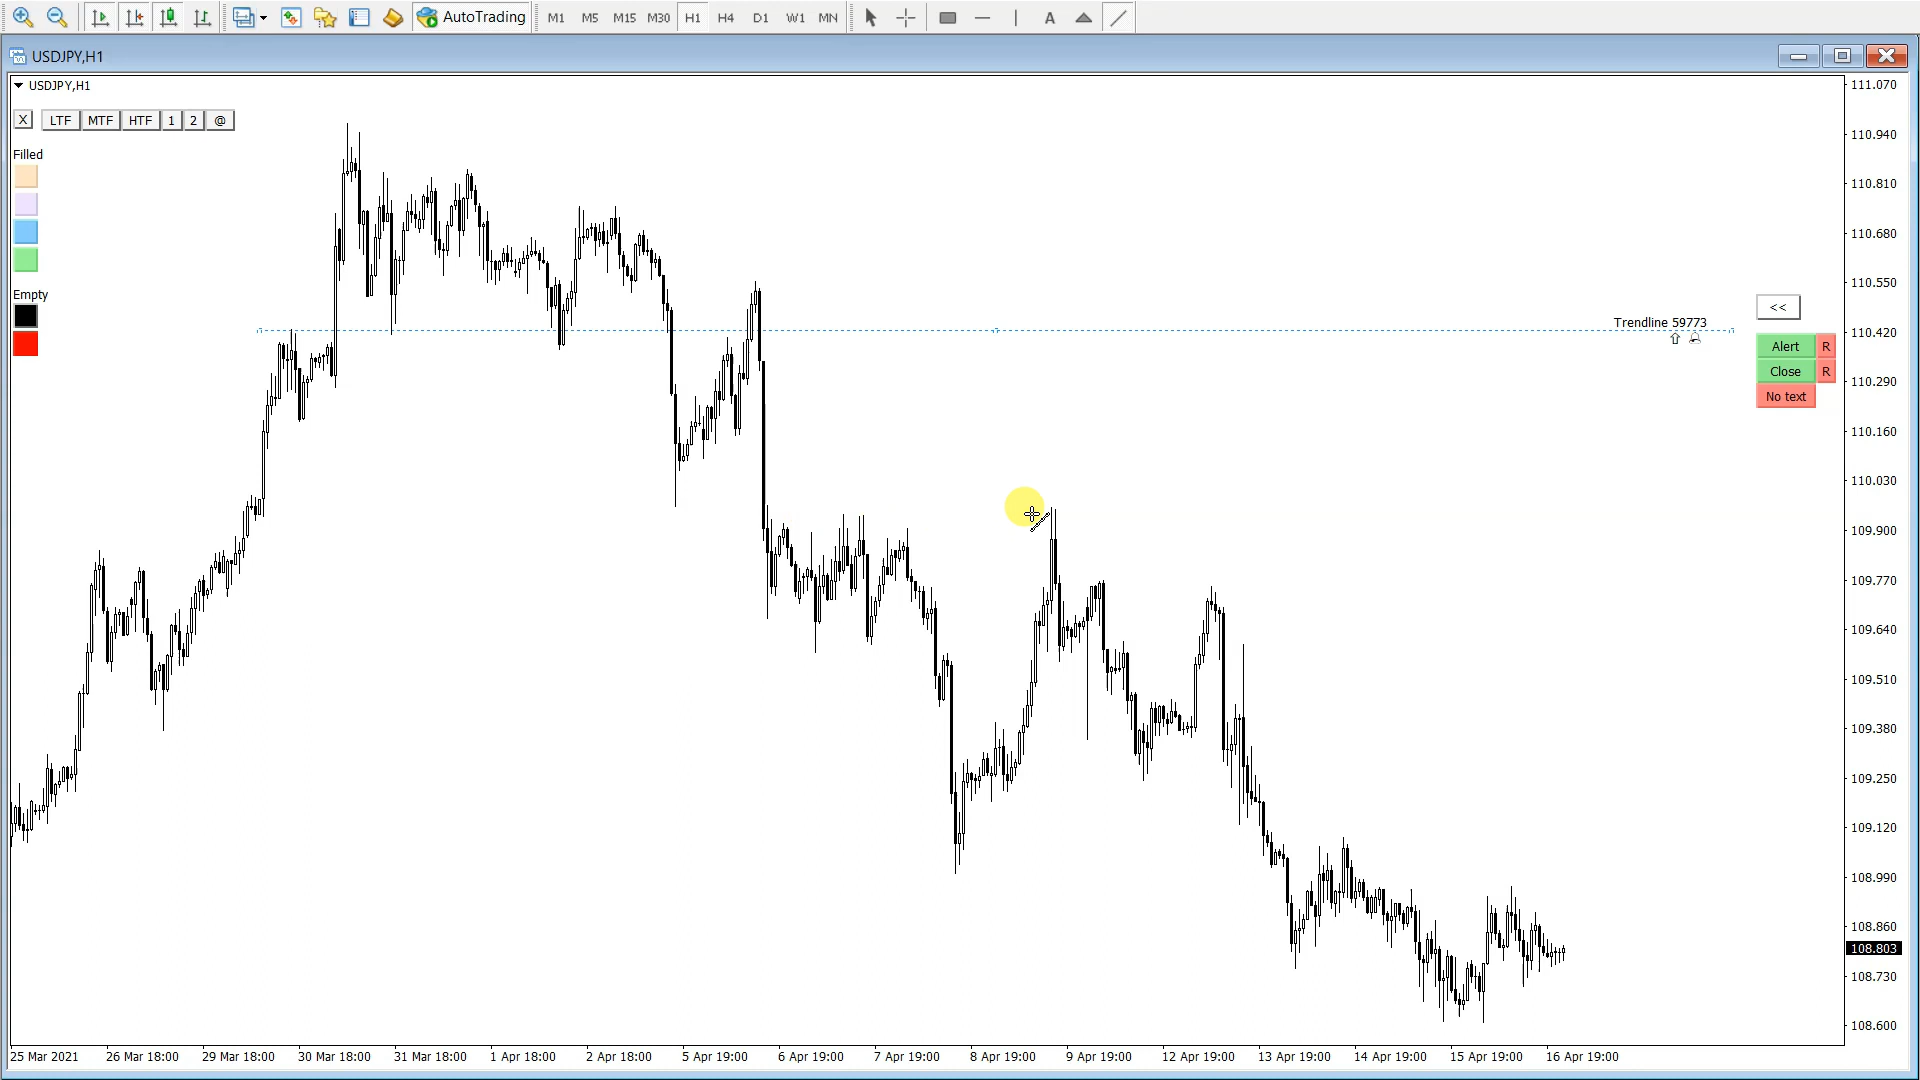 AutoTrading M1 M5 M15 M30 H1 H4 D1 W1 MN A
USDJPY,H1
USDJPY,H1
X LTF MTF HTF 1 2 @
Filled
Empty
Trendline 59773
<<
Alert R
Close R
No text
111.070
110.940
110.810
110.680
110.550
110.420
110.290
110.160
110.030
109.900
109.770
109.640
109.510
109.380
109.250
109.120
108.990
108.860
108.803
108.730
108.600
25 Mar 2021 26 Mar 18:00 29 Mar 18:00 30 Mar 18:00 31 Mar 18:00 1 Apr 18:00 2 Apr 18:00 5 Apr 19:00 6 Apr 19:00 7 Apr 19:00 8 Apr 19:00 9 Apr 19:00 12 Apr 19:00 13 Apr 19:00 14 Apr 19:00 15 Apr 19:00 16 Apr 19:00